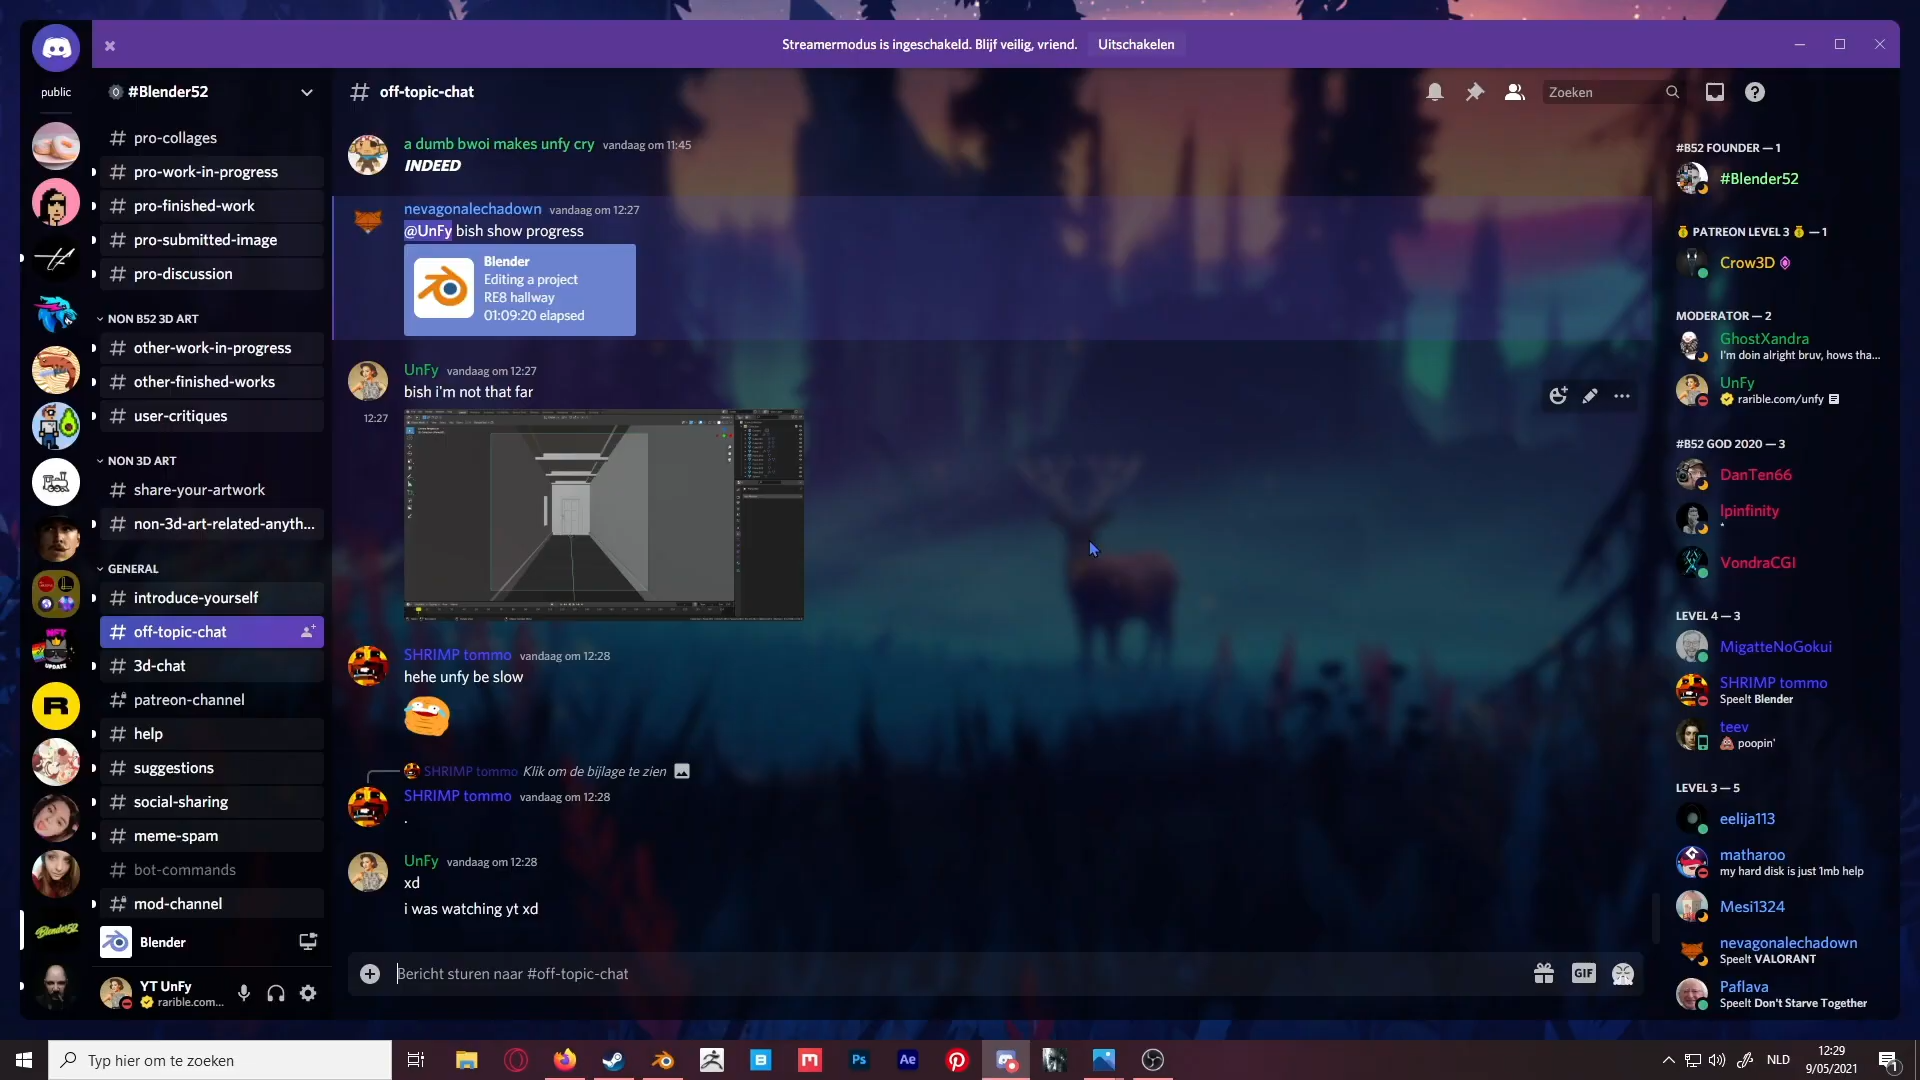 Streamermodus is ingeschakeld. Blijf veilig, vriend.
Uitschakelen
public
#Blender52
off-topic-chat
Zoeken
pro-collages
pro-work-in-progress
pro-finished-work
pro-submitted-image
pro-discussion
NON B52 3D ART
other-work-in-progress
other-finished-works
user-critiques
NON 3D ART
share-your-artwork
non-3d-art-related-anyth...
GENERAL
introduce-yourself
off-topic-chat
3d-chat
patreon-channel
help
suggestions
social-sharing
meme-spam
bot-commands
mod-channel
Blender
YT UnFy
rarible.com...
NFT
UPDATE
R
Blender52
a dumb bwoi makes unfy cry vandaag om 11:45
INDEED
nevagonalechadown vandaag om 12:27
@UnFy bish show progress
Blender
Editing a project
RE8 hallway
01:09:20 elapsed
UnFy vandaag om 12:27
bish i'm not that far
12:27
SHRIMP tommo vandaag om 12:28
hehe unfy be slow
SHRIMP tommo Klik om de bijlage te zien
SHRIMP tommo vandaag om 12:28
.
UnFy vandaag om 12:28
xd
i was watching yt xd
Bericht sturen naar #off-topic-chat
GIF
#B52 FOUNDER — 1
#Blender52
PATREON LEVEL 3 — 1
Crow3D
MODERATOR — 2
GhostXandra
I'm doin alright bruv, hows tha...
UnFy
rarible.com/unfy
#B52 GOD 2020 — 3
DanTen66
lpinfinity
VondraCGI
LEVEL 4 — 3
MigatteNoGokui
SHRIMP tommo
Speelt Blender
teev
poopin'
LEVEL 3 — 5
eelija113
matharoo
my hard disk is just 1mb help
Mesi1324
nevagonalechadown
Speelt VALORANT
Paflava
Speelt Don't Starve Together
Typ hier om te zoeken
Ps
Ae
NLD
12:29
9/05/2021
1